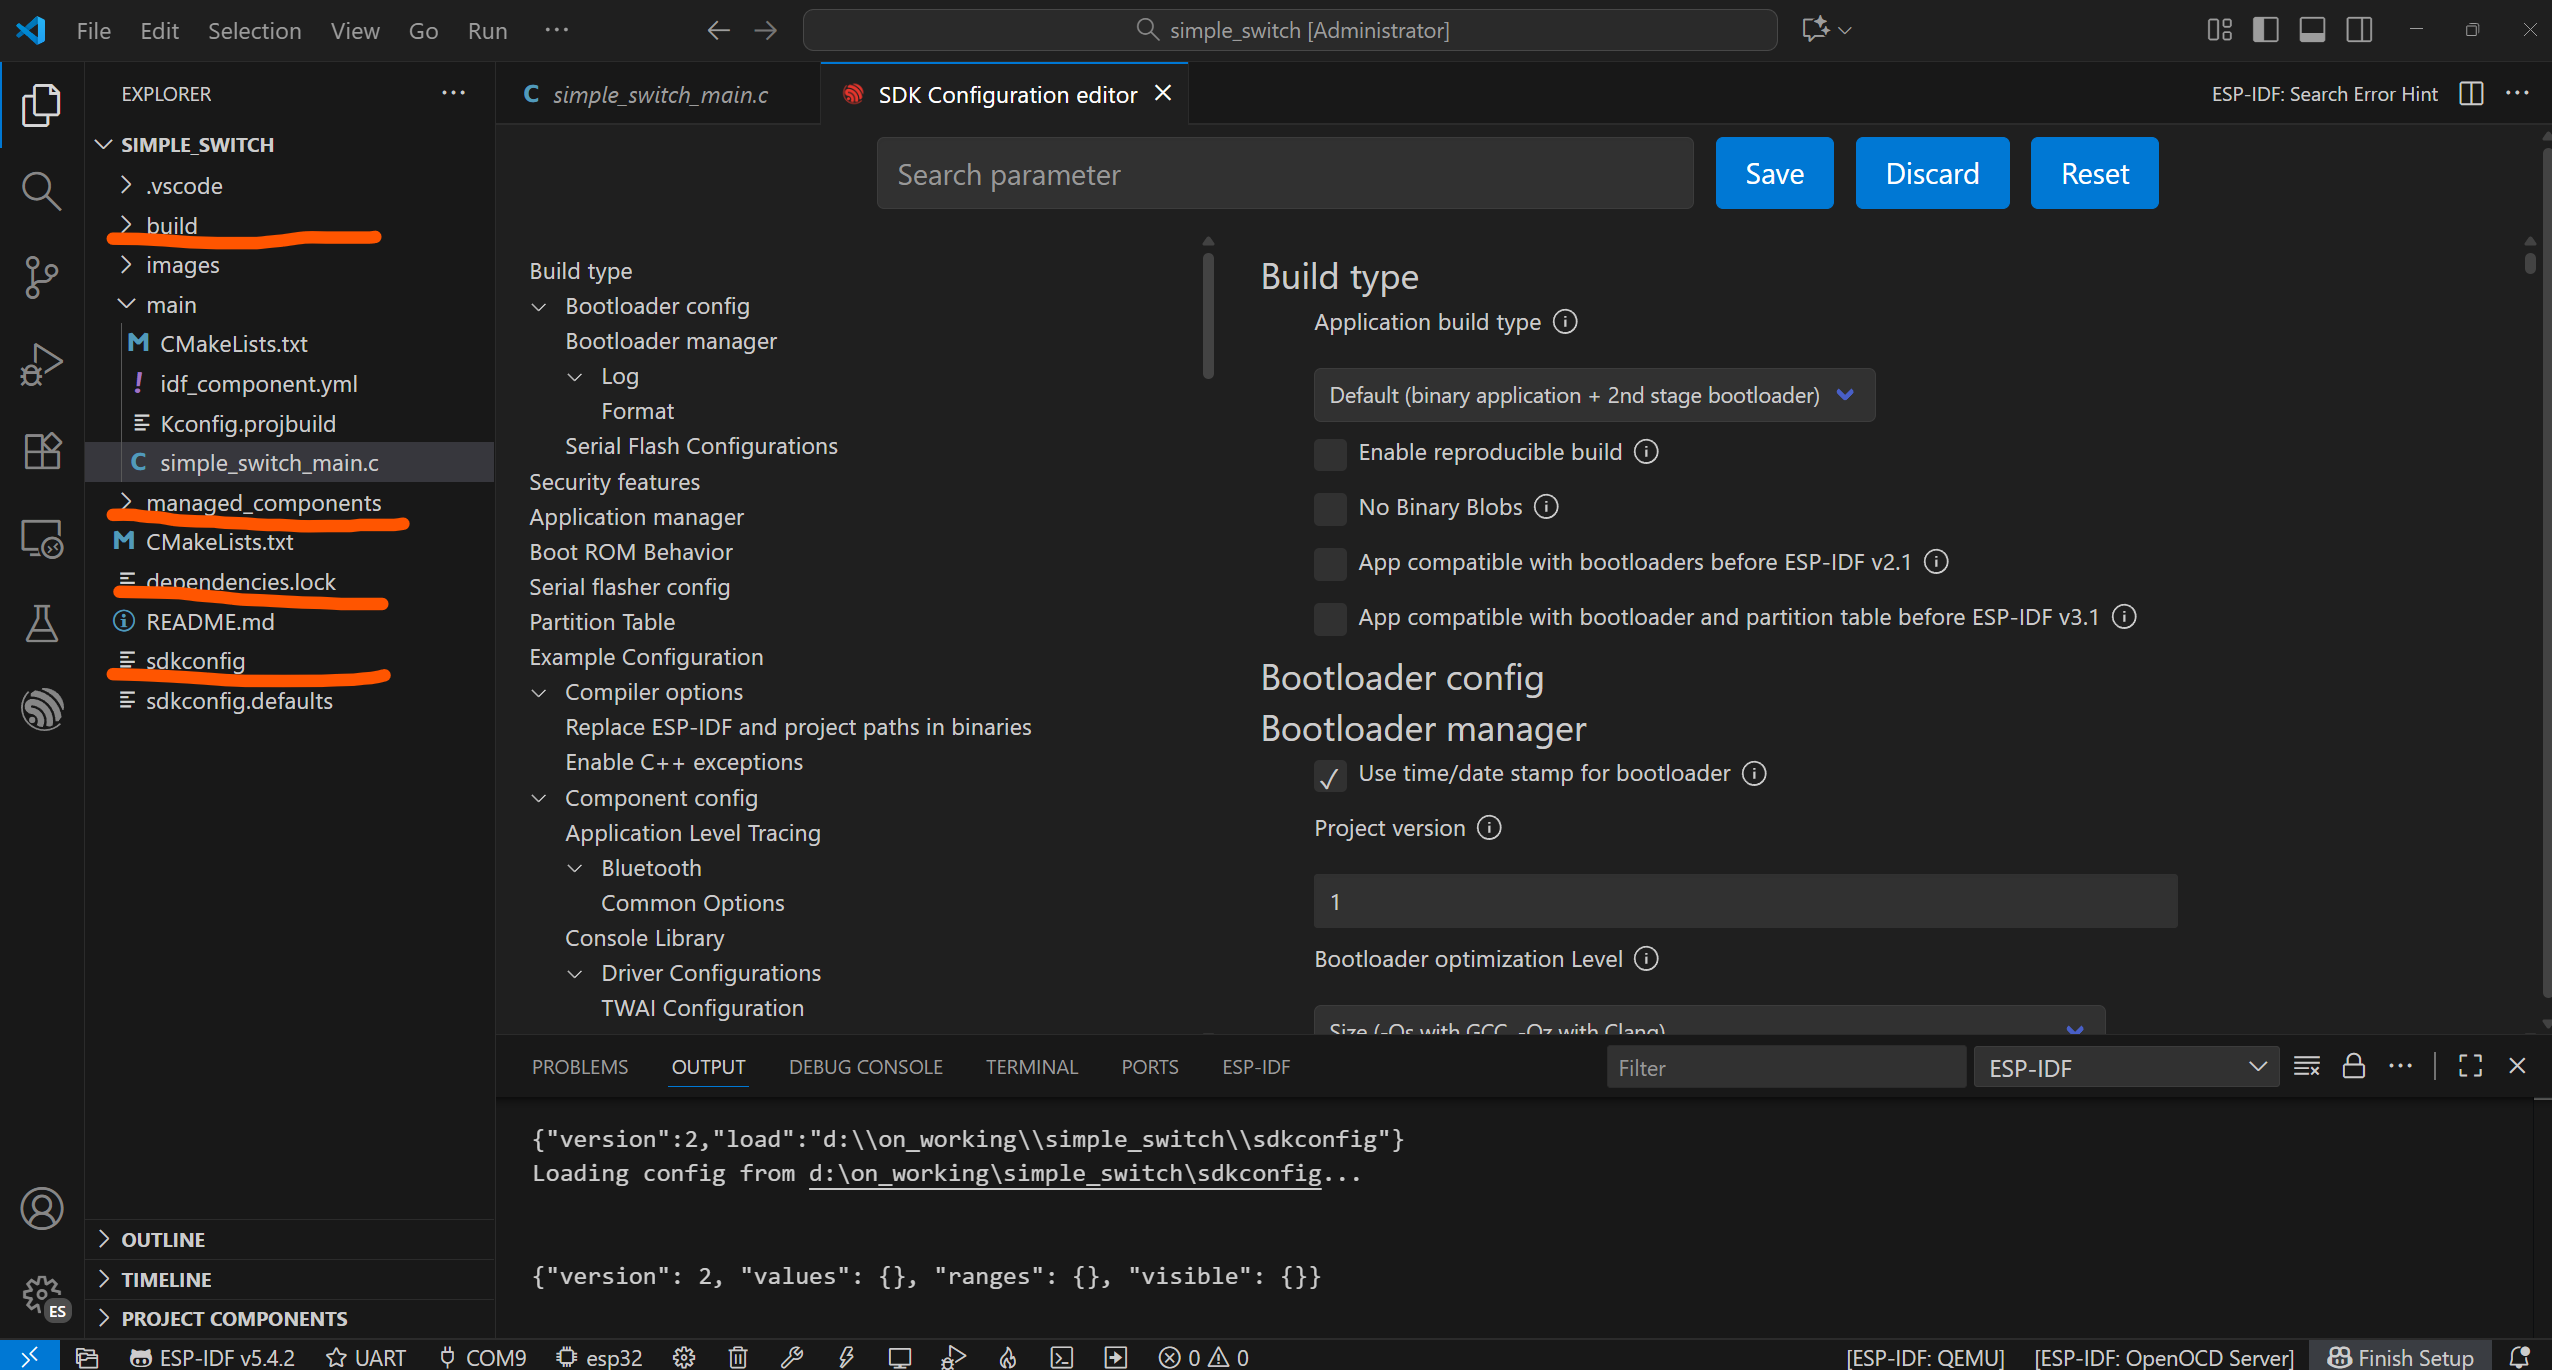 File Edit Selection View Go Run ···
simple_switch [Administrator]
EXPLORER ···
SIMPLE_SWITCH
.vscode
build
images
main
CMakeLists.txt
idf_component.yml
Kconfig.projbuild
simple_switch_main.c
managed_components
CMakeLists.txt
dependencies.lock
README.md
sdkconfig
sdkconfig.defaults
OUTLINE
TIMELINE
PROJECT COMPONENTS
ES
simple_switch_main.c
SDK Configuration editor
ESP-IDF: Search Error Hint
Search parameter
Save
Discard
Reset
Build type
Bootloader config
Bootloader manager
Log
Format
Serial Flash Configurations
Security features
Application manager
Boot ROM Behavior
Serial flasher config
Partition Table
Example Configuration
Compiler options
Replace ESP-IDF and project paths in binaries
Enable C++ exceptions
Component config
Application Level Tracing
Bluetooth
Common Options
Console Library
Driver Configurations
TWAI Configuration
Build type
Application build type
Default (binary application + 2nd stage bootloader)
Enable reproducible build
No Binary Blobs
App compatible with bootloaders before ESP-IDF v2.1
App compatible with bootloader and partition table before ESP-IDF v3.1
Bootloader config
Bootloader manager
Use time/date stamp for bootloader
Project version
1
Bootloader optimization Level
Size (-Os with GCC, -Oz with Clang)
PROBLEMS OUTPUT DEBUG CONSOLE TERMINAL PORTS ESP-IDF
Filter
ESP-IDF
{"version":2,"load":"d:\\on_working\\simple_switch\\sdkconfig"}
Loading config from d:\on_working\simple_switch\sdkconfig...
{"version": 2, "values": {}, "ranges": {}, "visible": {}}
ESP-IDF v5.4.2 UART COM9 esp32 0 0 [ESP-IDF: QEMU] [ESP-IDF: OpenOCD Server] Finish Setup